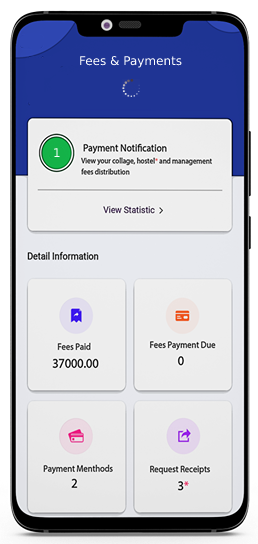 Fees & Payments
1
Payment Notification
View your collage, hostel* and management
fees distribution
View Statistic >
Detail Information
Fees Paid
37000.00
Fees Payment Due
0
Payment Menthods
2
Request Receipts
3*